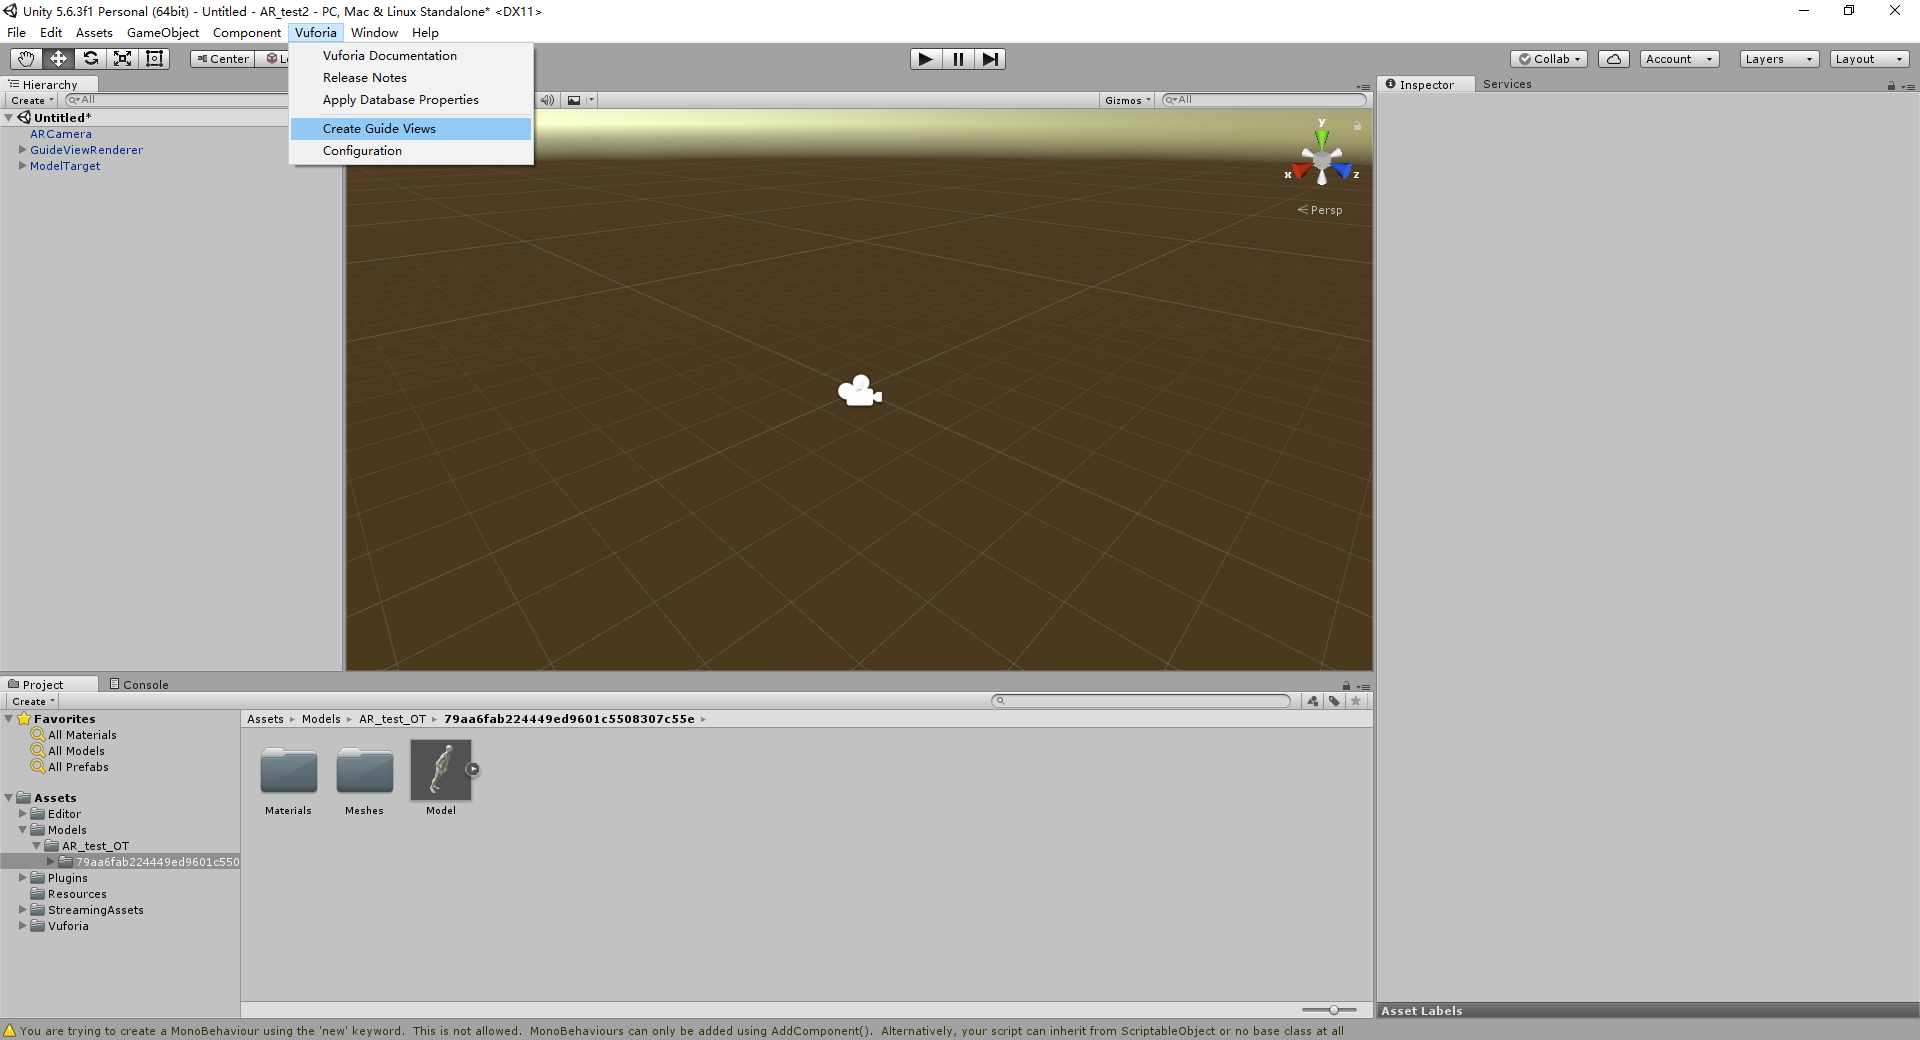 Unity 5.6.3f1 Personal (64bit) - Untitled - AR_test2 - PC, Mac & Linux Standalone* <DX11>
File Edit Assets GameObject Component Vuforia Window Help
Center
Vuforia Documentation
Release Notes
Apply Database Properties
Create Guide Views
Configuration
Collab
Account
Layers
Layout
Hierarchy
Create
All
Untitled*
ARCamera
GuideViewRenderer
ModelTarget
Gizmos
All
y
x
z
Persp
Inspector
Services
Project
Console
Create
Favorites
All Materials
All Models
All Prefabs
Assets
Editor
Models
AR_test_OT
79aa6fab224449ed9601c550
Plugins
Resources
StreamingAssets
Vuforia
Assets Models AR_test_OT 79aa6fab224449ed9601c5508307c55e
Materials
Meshes
Model
Asset Labels
You are trying to create a MonoBehaviour using the 'new' keyword. This is not allowed. MonoBehaviours can only be added using AddComponent(). Alternatively, your script can inherit from ScriptableObject or no base class at all